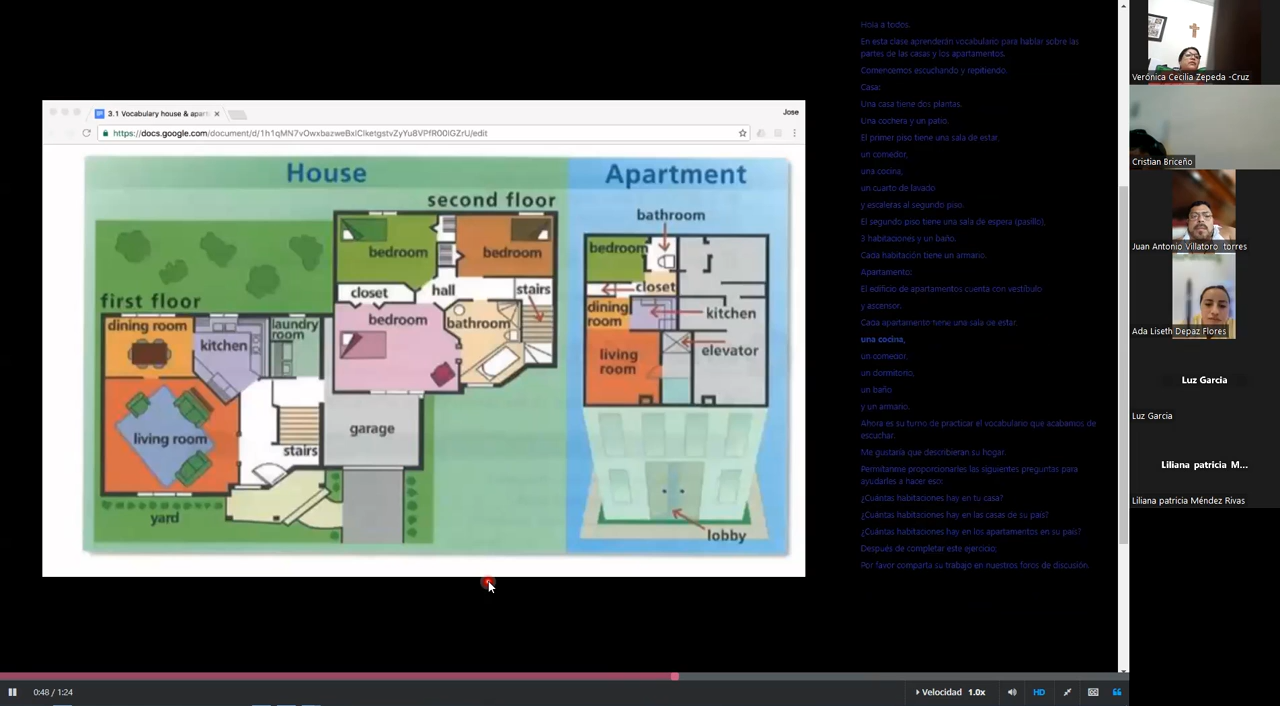 3.1 Vocabulary house & apart
Jose
https://docs.google.com/document/d/1h1qMN7vOwxbazweBxIClketgstvZyYu8VPfR00IGZrU/edit
House
Apartment
second floor
bathroom
bedroom
bedroom
bedroom
closet
hall
stairs
closet
first floor
bedroom
bathroom
dining room
kitchen
laundry
room
dining
room
kitchen
living
room
elevator
living room
garage
stairs
yard
lobby
Hola a todos.
En esta clase aprenderán vocabulario para hablar sobre las
partes de las casas y los apartamentos.
Comencemos escuchando y repitiendo.
Casa:
Una casa tiene dos plantas.
Una cochera y un patio.
El primer piso tiene una sala de estar,
un comedor,
una cocina,
un cuarto de lavado
y escaleras al segundo piso.
El segundo piso tiene una sala de espera (pasillo),
3 habitaciones y un baño.
Cada habitación tiene un armario.
Apartamento:
El edificio de apartamentos cuenta con vestíbulo
y ascensor.
Cada apartamento tiene una sala de estar.
una cocina,
un comedor,
un dormitorio,
un baño
y un armario.
Ahora es su turno de practicar el vocabulario que acabamos de
escuchar.
Me gustaría que describieran su hogar.
Permítanme proporcionarles las siguientes preguntas para
ayudarles a hacer eso:
¿Cuántas habitaciones hay en tu casa?
¿Cuántas habitaciones hay en las casas de su país?
¿Cuántas habitaciones hay en los apartamentos en su país?
Después de completar este ejercicio,
Por favor comparta su trabajo en nuestros foros de discusión.
Verónica Cecilia Zepeda -Cruz
Cristian Briceño
Juan Antonio Villatoro torres
Ada Liseth Depaz Flores
Luz Garcia
Luz Garcia
Liliana patricia M...
Liliana patricia Méndez Rivas
0:48 / 1:24
Velocidad 1.0x
HD